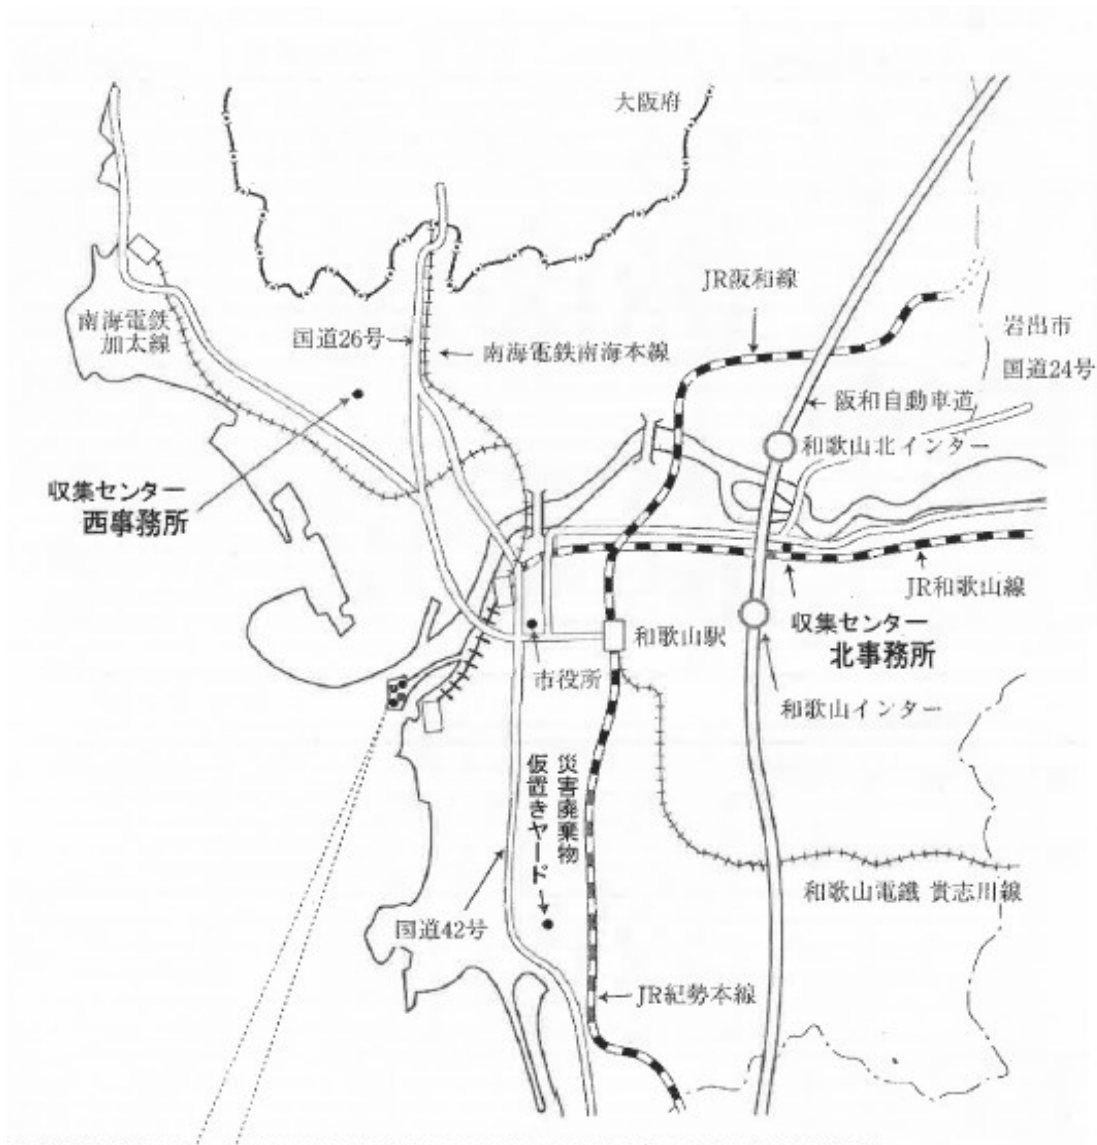 大阪府
JR阪和線
南海電鉄
加太線
国道26号
南海電鉄南海本線
岩出市
国道24号
阪和自動車道
和歌山北インター
収集センター
西事務所
JR和歌山線
収集センター
北事務所
和歌山駅
市役所
和歌山インター
災害廃棄物
仮置きヤード
和歌山電鐵 貴志川線
国道42号
JR紀勢本線